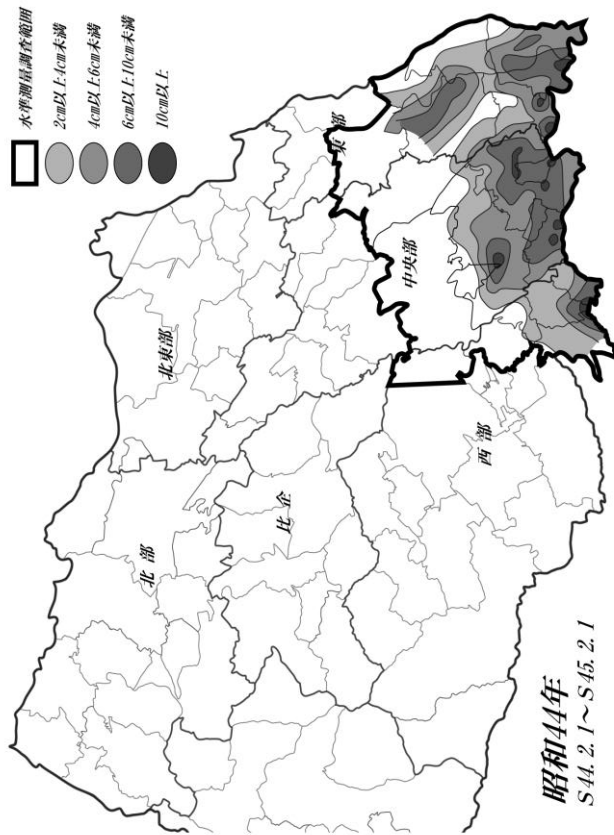 水準測量調査範囲
2cm以上4cm未満
4cm以上6cm未満
6cm以上10cm未満
10cm以上
東部
北東部
中央部
北部
比企
西部
昭和44年
S44.2.1～S45.2.1